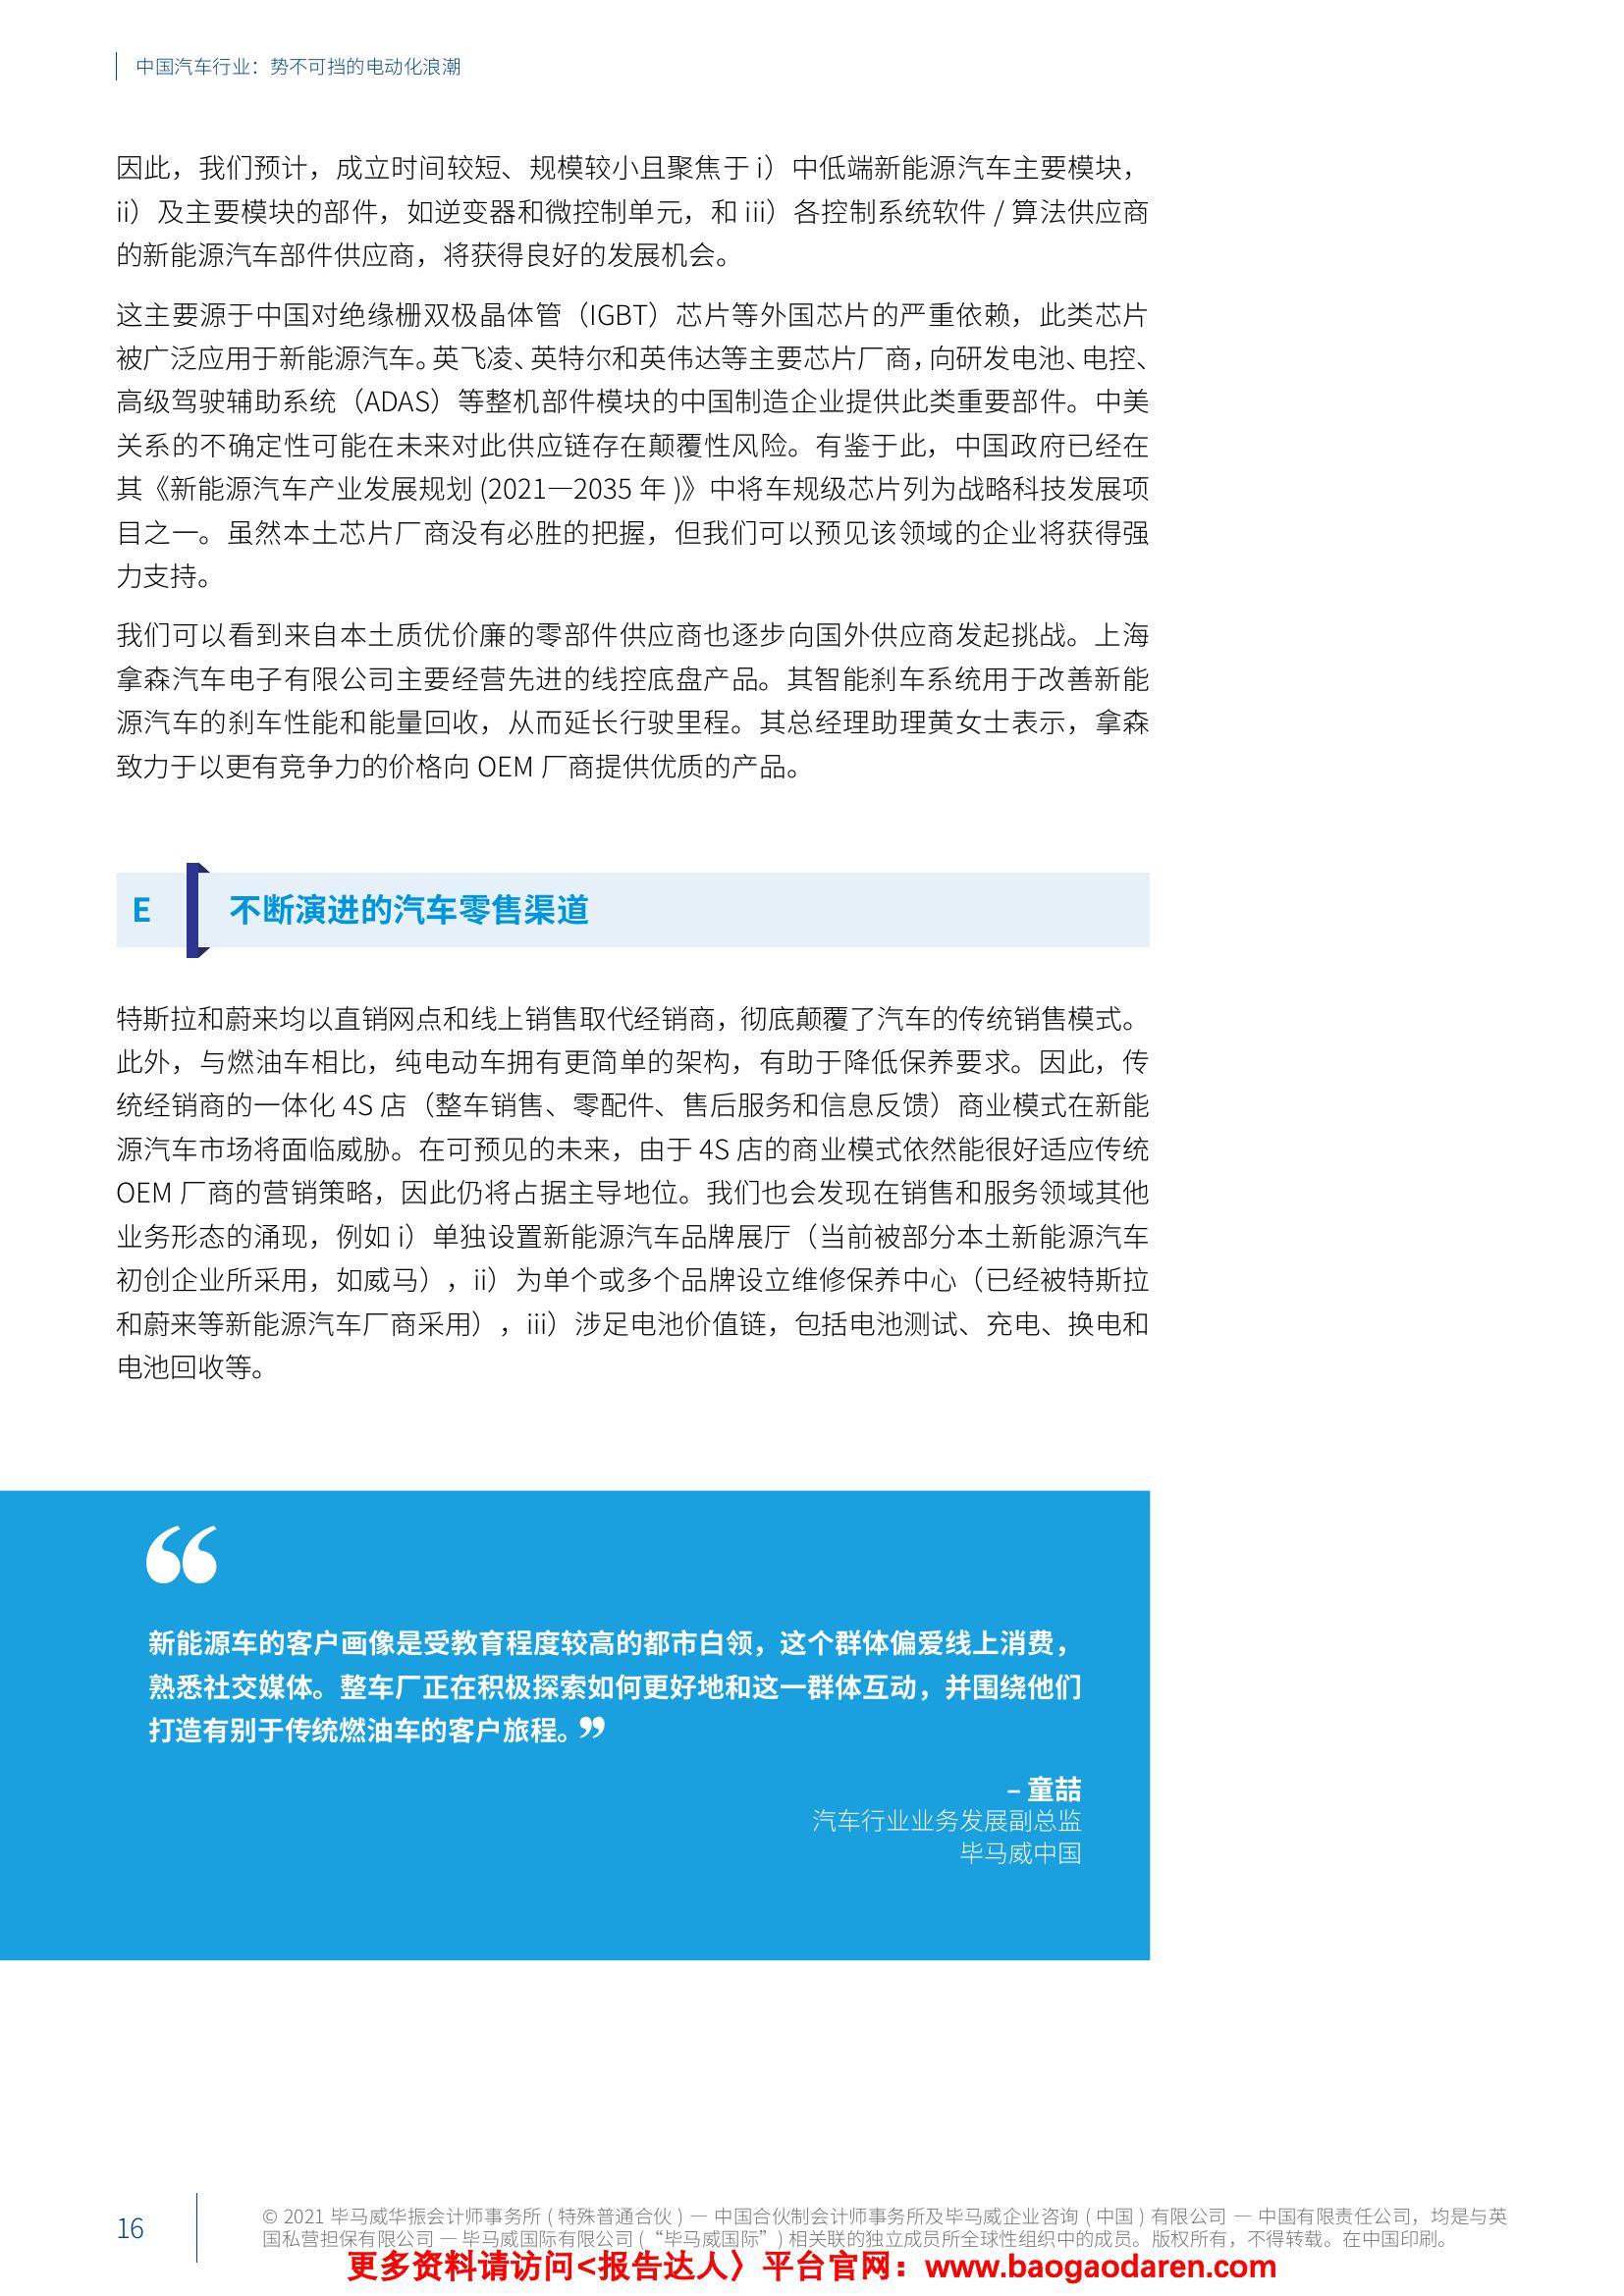 中国汽车行业：势不可挡的电动化浪潮
因此，我们预计，成立时间较短、规模较小且聚焦于 i）中低端新能源汽车主要模块，
ii）及主要模块的部件，如逆变器和微控制单元，和 iii）各控制系统软件 / 算法供应商
的新能源汽车部件供应商，将获得良好的发展机会。
这主要源于中国对绝缘栅双极晶体管（IGBT）芯片等外国芯片的严重依赖，此类芯片
被广泛应用于新能源汽车。英飞凌、英特尔和英伟达等主要芯片厂商，向研发电池、电控、
高级驾驶辅助系统（ADAS）等整机部件模块的中国制造企业提供此类重要部件。中美
关系的不确定性可能在未来对此供应链存在颠覆性风险。有鉴于此，中国政府已经在
其《新能源汽车产业发展规划 (2021—2035 年 )》中将车规级芯片列为战略科技发展项
目之一。虽然本土芯片厂商没有必胜的把握，但我们可以预见该领域的企业将获得强
力支持。
我们可以看到来自本土质优价廉的零部件供应商也逐步向国外供应商发起挑战。上海
拿森汽车电子有限公司主要经营先进的线控底盘产品。其智能刹车系统用于改善新能
源汽车的刹车性能和能量回收，从而延长行驶里程。其总经理助理黄女士表示，拿森
致力于以更有竞争力的价格向 OEM 厂商提供优质的产品。
E 不断演进的汽车零售渠道
特斯拉和蔚来均以直销网点和线上销售取代经销商，彻底颠覆了汽车的传统销售模式。
此外，与燃油车相比，纯电动车拥有更简单的架构，有助于降低保养要求。因此，传
统经销商的一体化 4S 店（整车销售、零配件、售后服务和信息反馈）商业模式在新能
源汽车市场将面临威胁。在可预见的未来，由于 4S 店的商业模式依然能很好适应传统
OEM 厂商的营销策略，因此仍将占据主导地位。我们也会发现在销售和服务领域其他
业务形态的涌现，例如 i）单独设置新能源汽车品牌展厅（当前被部分本土新能源汽车
初创企业所采用，如威马），ii）为单个或多个品牌设立维修保养中心（已经被特斯拉
和蔚来等新能源汽车厂商采用），iii）涉足电池价值链，包括电池测试、充电、换电和
电池回收等。
“
新能源车的客户画像是受教育程度较高的都市白领，这个群体偏爱线上消费，
熟悉社交媒体。整车厂正在积极探索如何更好地和这一群体互动，并围绕他们
打造有别于传统燃油车的客户旅程。”
– 童喆
汽车行业业务发展副总监
毕马威中国
16
© 2021 毕马威华振会计师事务所 ( 特殊普通合伙 ) — 中国合伙制会计师事务所及毕马威企业咨询 ( 中国 ) 有限公司 — 中国有限责任公司，均是与英
国私营担保有限公司 — 毕马威国际有限公司 (“毕马威国际”) 相关联的独立成员所全球性组织中的成员。版权所有，不得转载。在中国印刷。
更多资料请访问<报告达人〉平台官网：www.baogaodaren.com